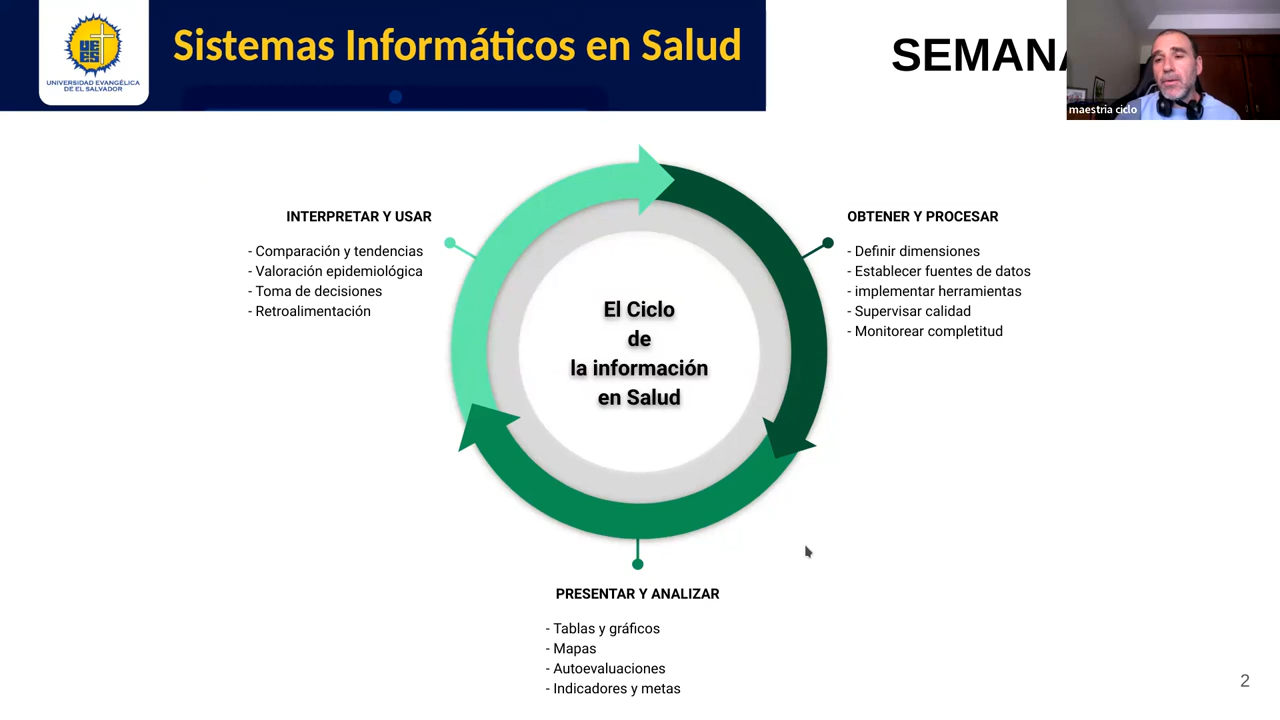 Sistemas Informáticos en Salud
UNIVERSIDAD EVANGÉLICA
DE EL SALVADOR
SEMANA
maestria ciclo
INTERPRETAR Y USAR
- Comparación y tendencias
- Valoración epidemiológica
- Toma de decisiones
- Retroalimentación
OBTENER Y PROCESAR
- Definir dimensiones
- Establecer fuentes de datos
- implementar herramientas
- Supervisar calidad
- Monitorear completitud
El Ciclo
de
la información
en Salud
PRESENTAR Y ANALIZAR
- Tablas y gráficos
- Mapas
- Autoevaluaciones
- Indicadores y metas
2